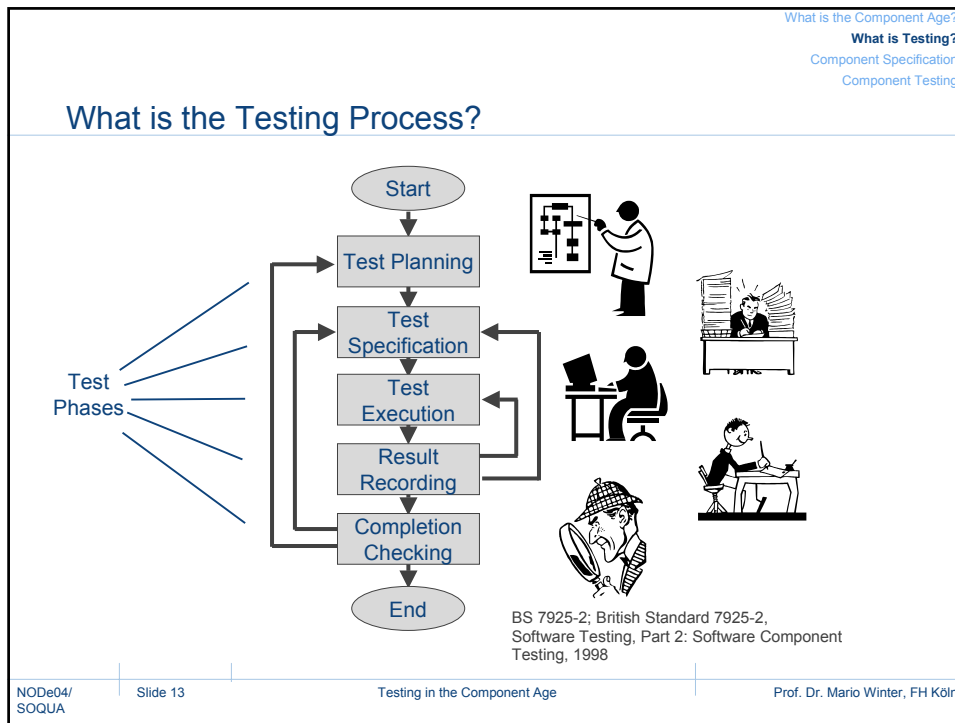 What is the Component Age?
What is Testing?
Component Specification
Component Testing
What is the Testing Process?
Start
Test Planning
Test
Specification
Test
Execution
Result
Recording
Completion
Checking
End
Test
Phases
BS 7925-2; British Standard 7925-2,
Software Testing, Part 2: Software Component
Testing, 1998
NODe04/
SOQUA
Slide 13
Testing in the Component Age
Prof. Dr. Mario Winter, FH Köln